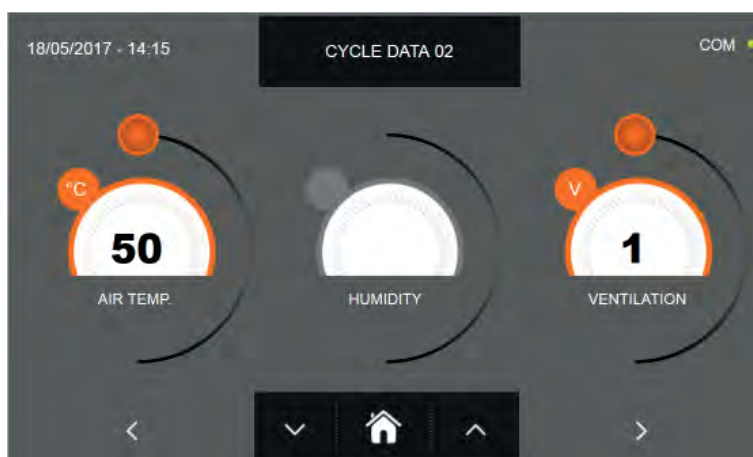 18/05/2017 - 14:15
CYCLE DATA 02
COM
°C
50
AIR TEMP.
HUMIDITY
V
1
VENTILATION